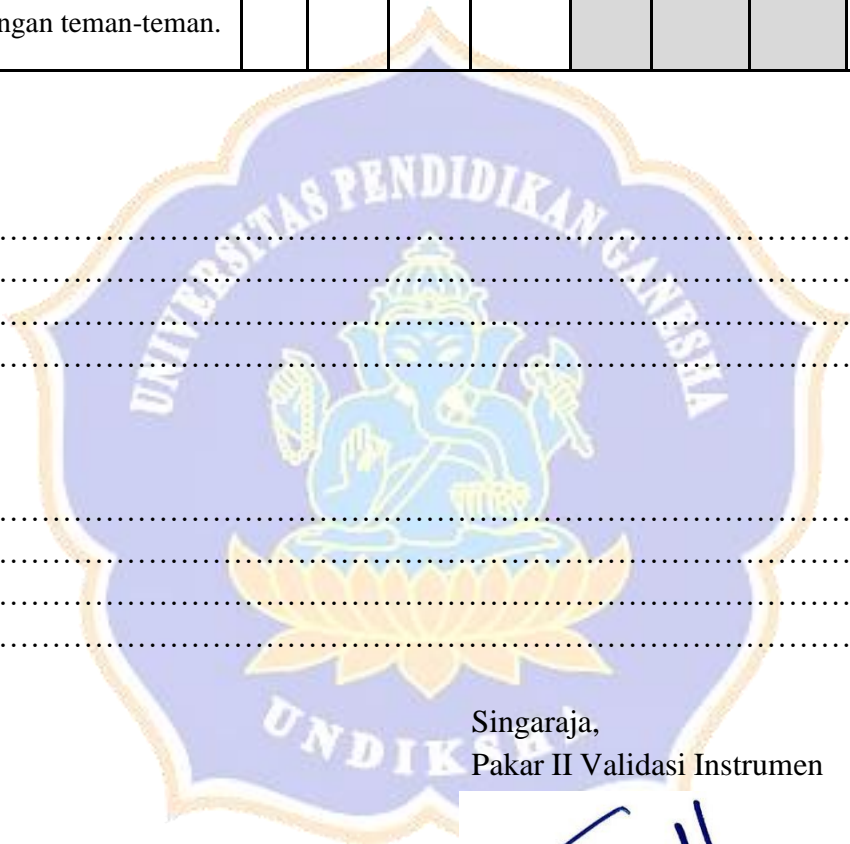 ngan teman-teman.
UNIVERSITAS PENDIDIKAN GANESHA
……………………………………………………………………
……………………………………………………………………
……………………………………………………………………
……………………………………………………………………
……………………………………………………………………
……………………………………………………………………
……………………………………………………………………
……………………………………………………………………
UNDIKSHA
Singaraja,
Pakar II Validasi Instrumen